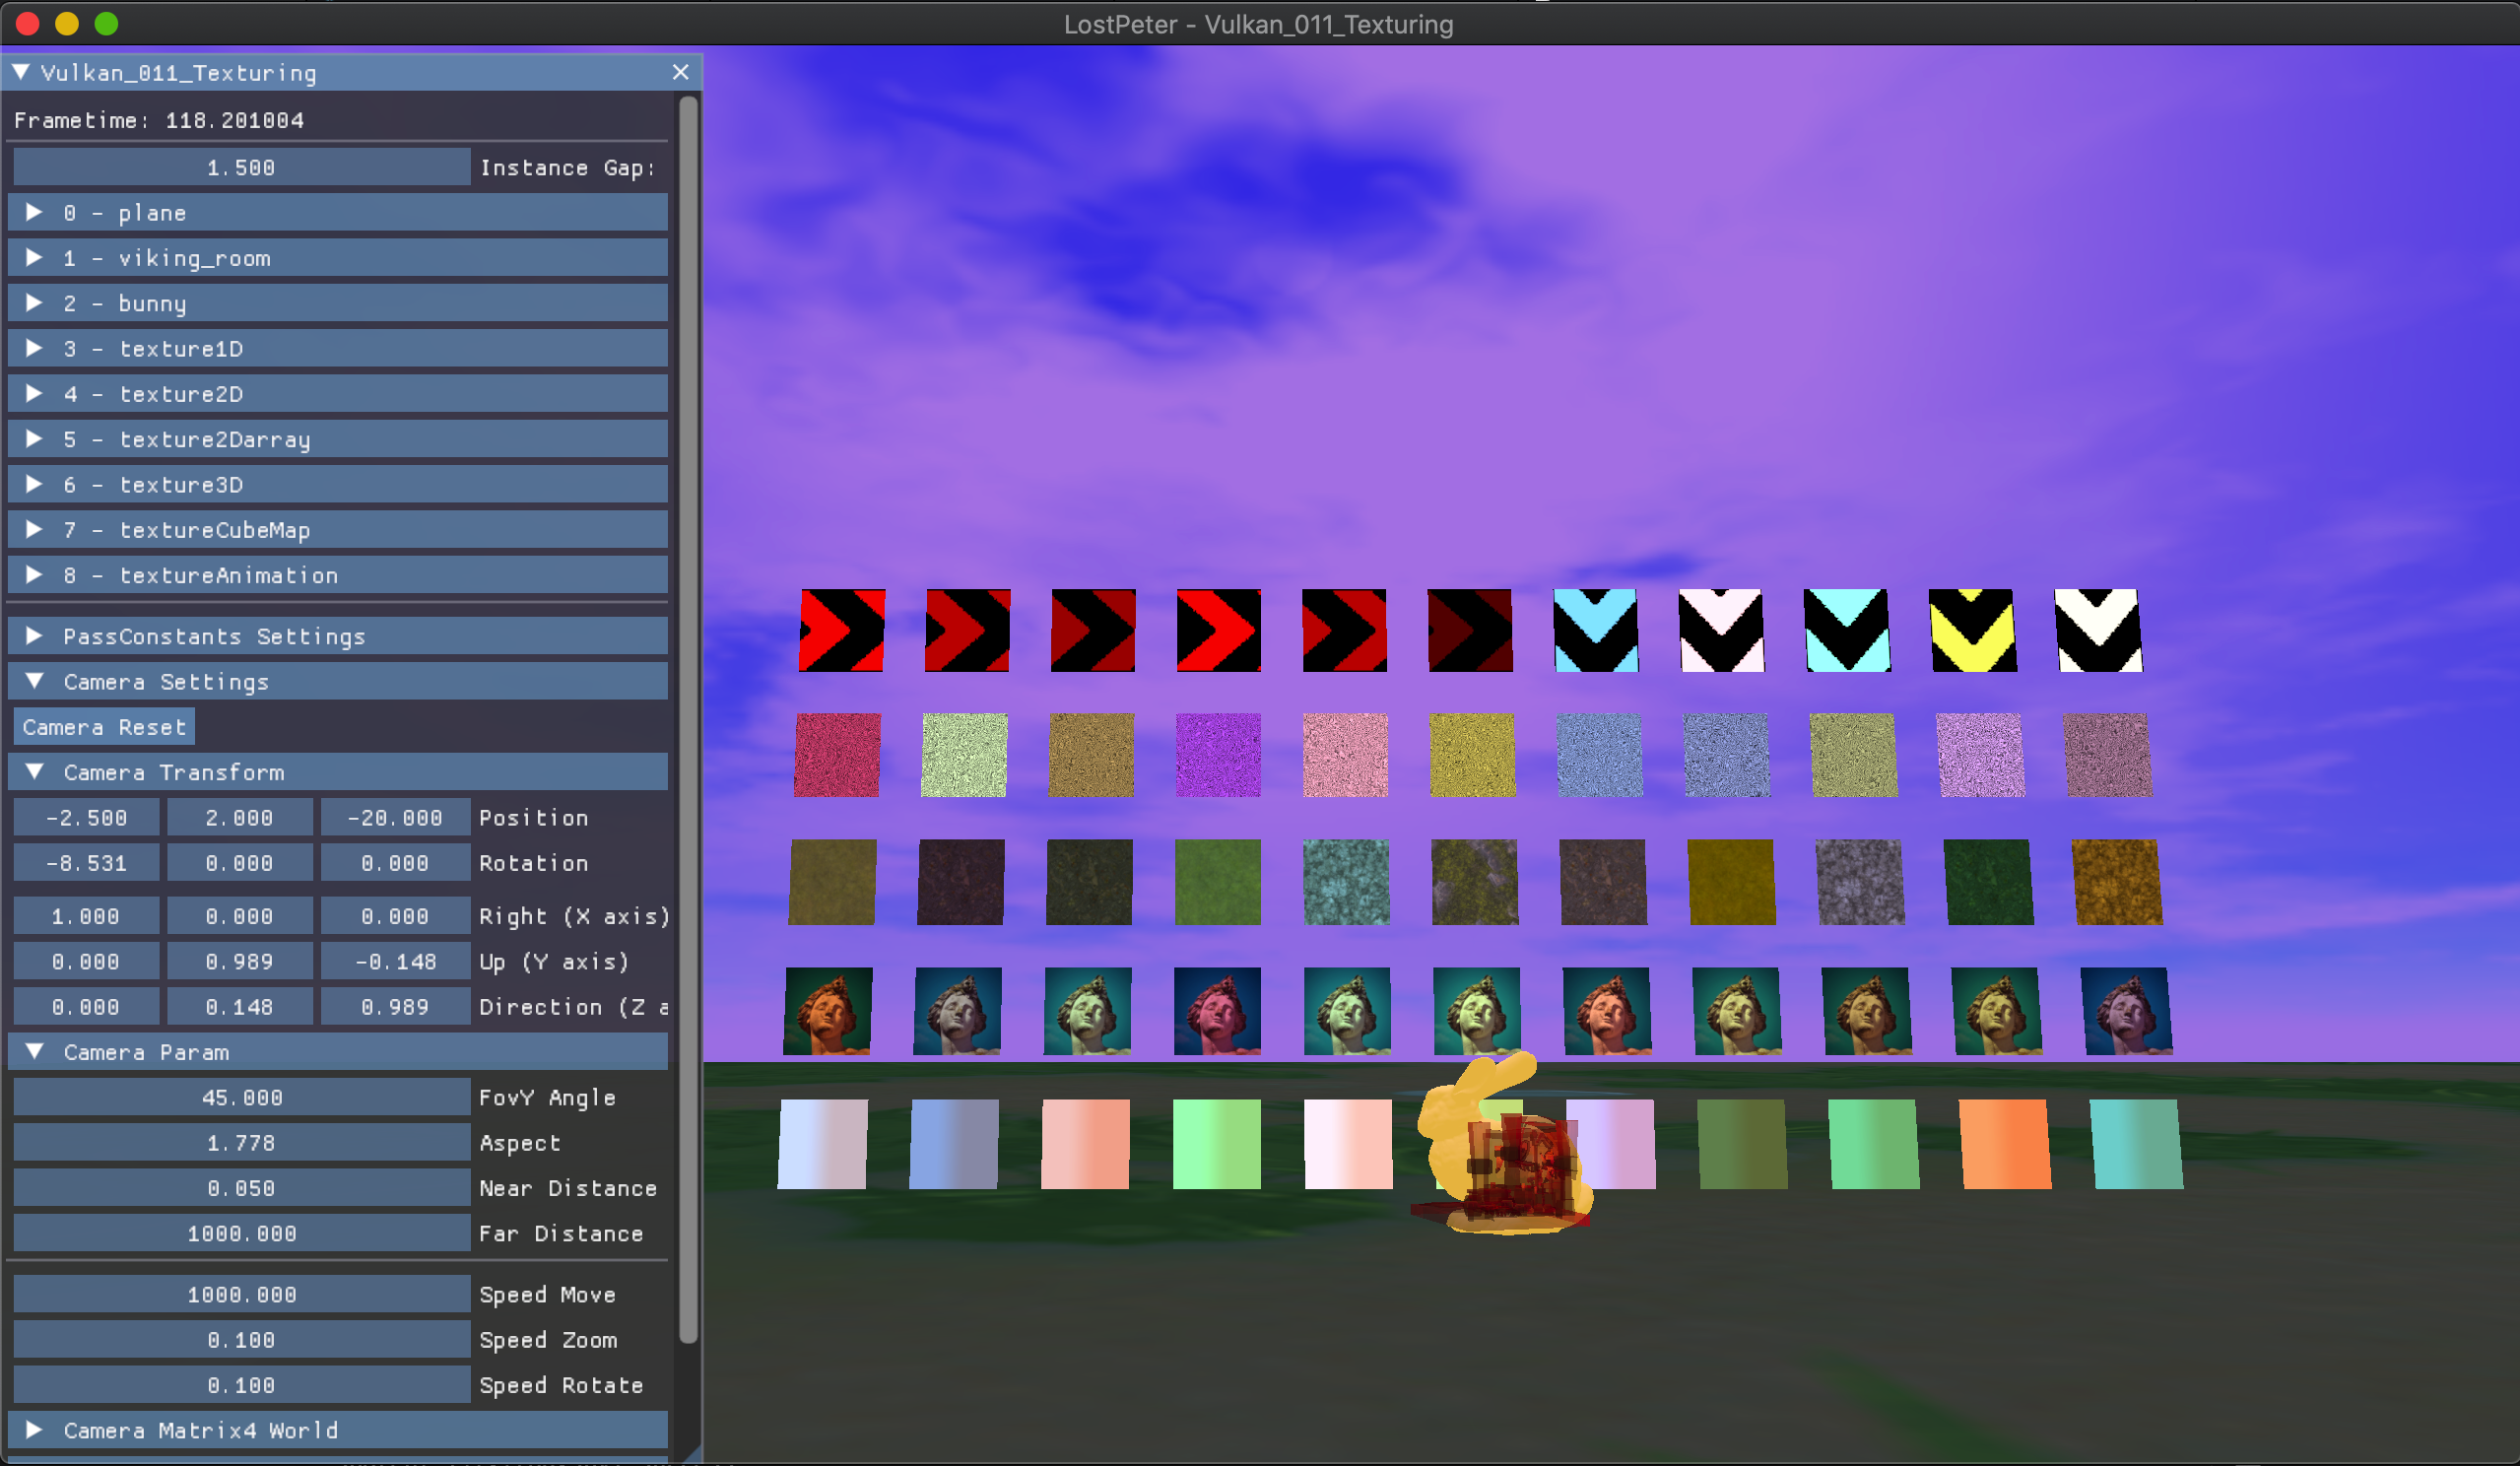 LostPeter - Vulkan_011_Texturing
Vulkan_011_Texturing
Frametime: 118.201004
1.500 Instance Gap:
0 - plane
1 - viking_room
2 - bunny
3 - texture1D
4 - texture2D
5 - texture2Darray
6 - texture3D
7 - textureCubeMap
8 - textureAnimation
PassConstants Settings
Camera Settings
Camera Reset
Camera Transform
-2.500 2.000 -20.000 Position
-8.531 0.000 0.000 Rotation
1.000 0.000 0.000 Right (X axis)
0.000 0.989 -0.148 Up (Y axis)
0.000 0.148 0.989 Direction (Z a
Camera Param
45.000 FovY Angle
1.778 Aspect
0.050 Near Distance
1000.000 Far Distance
1000.000 Speed Move
0.100 Speed Zoom
0.100 Speed Rotate
Camera Matrix4 World